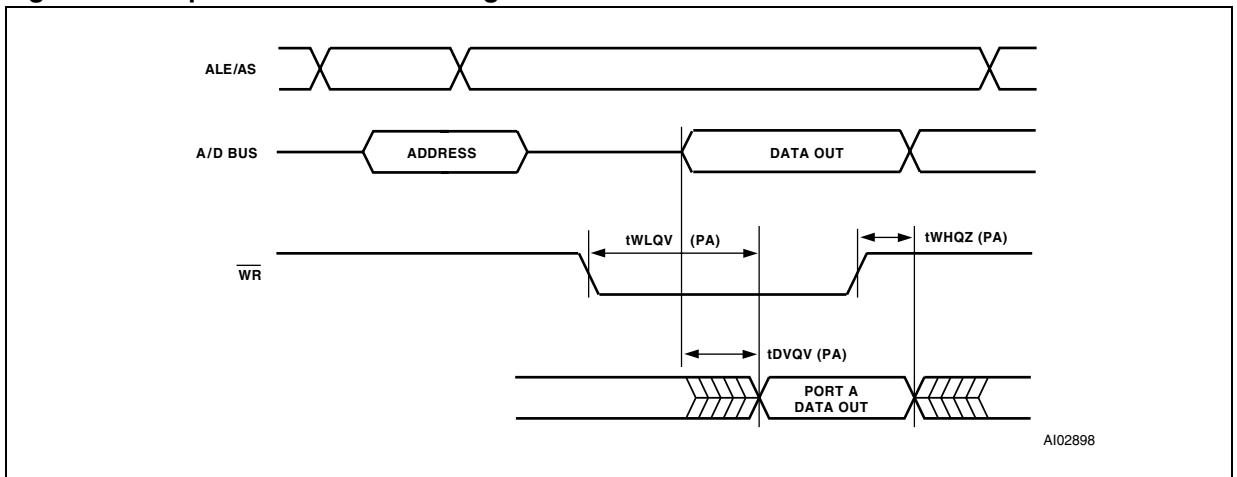 ALE/AS
A/D BUS
ADDRESS
DATA OUT
tWLQV (PA)
tWHQZ (PA)
WR
tDVQV (PA)
PORT A
DATA OUT
AI02898